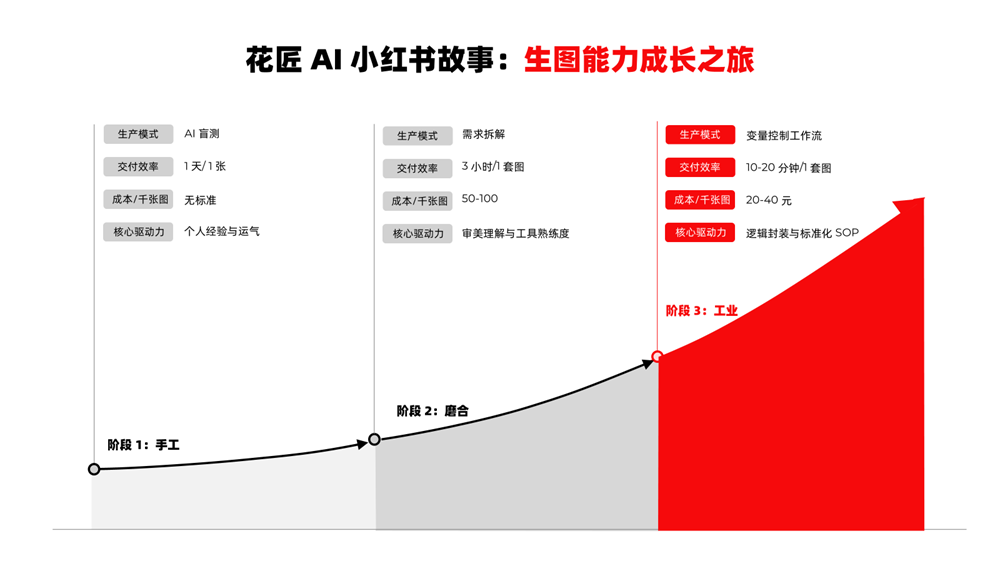 花匠 AI 小红书故事：生图能力成长之旅
生产模式 AI 盲测
交付效率 1 天/ 1 张
成本/千张图 无标准
核心驱动力 个人经验与运气
阶段 1：手工
生产模式 需求拆解
交付效率 3 小时/1 套图
成本/千张图 50-100
核心驱动力 审美理解与工具熟练度
阶段 2：磨合
生产模式 变量控制工作流
交付效率 10-20 分钟/1 套图
成本/千张图 20-40 元
核心驱动力 逻辑封装与标准化 SOP
阶段 3：工业